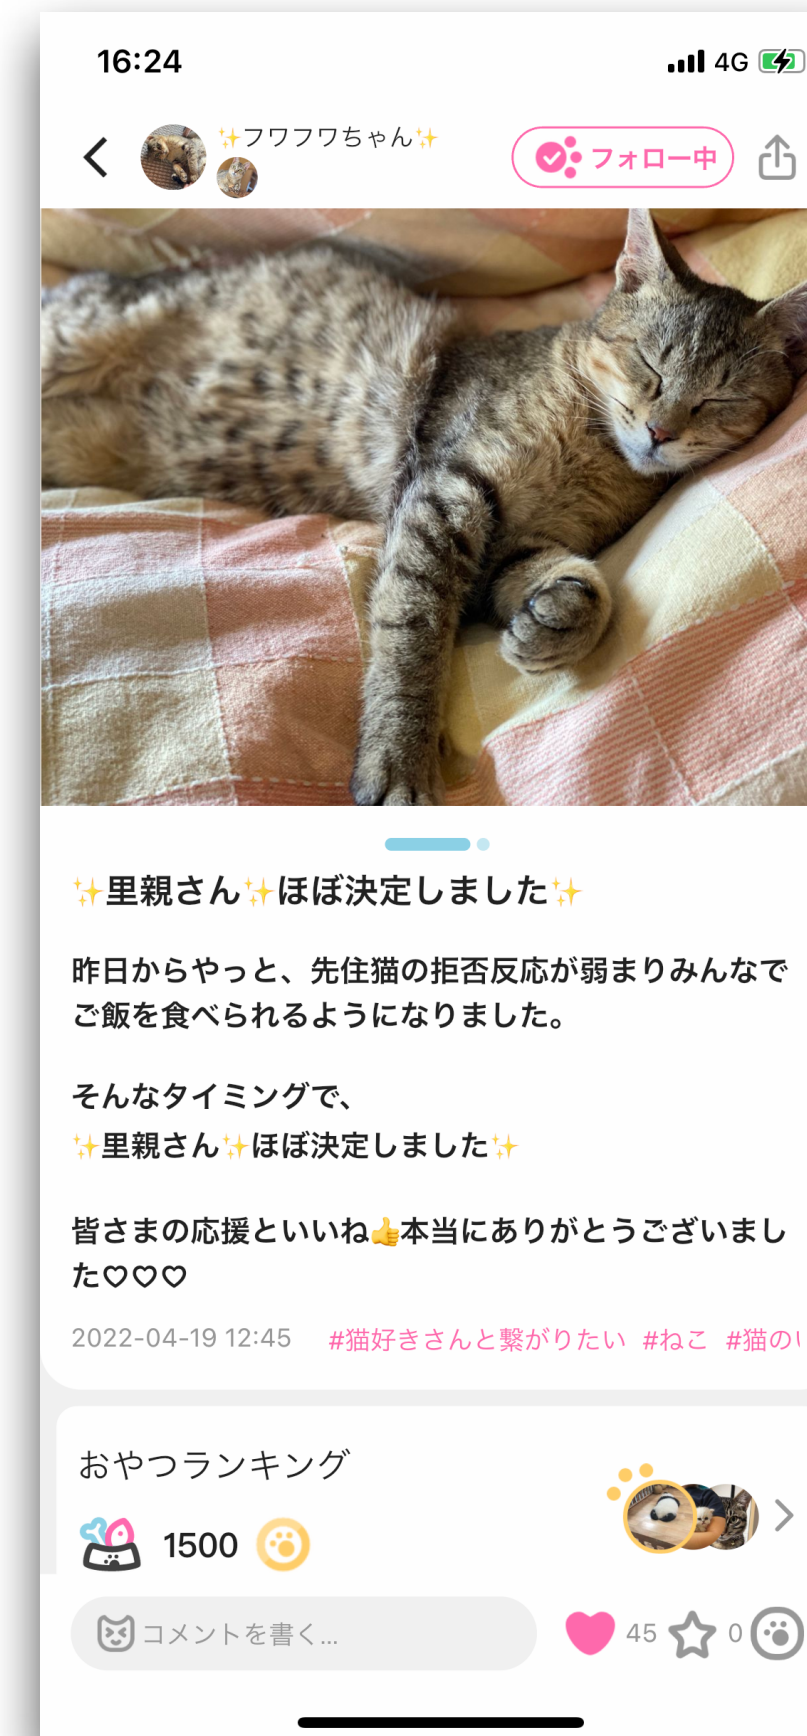 16:24
4G
✨フワフワちゃん✨
フォロー中
✨里親さん✨ほぼ決定しました✨
昨日からやっと、先住猫の拒否反応が弱まりみんなで
ご飯を食べられるようになりました。
そんなタイミングで、
✨里親さん✨ほぼ決定しました✨
皆さまの応援といいね👍本当にありがとうございまし
た♡♡♡
2022-04-19 12:45 #猫好きさんと繋がりたい #ねこ #猫の
おやつランキング
1500
コメントを書く...
45
0